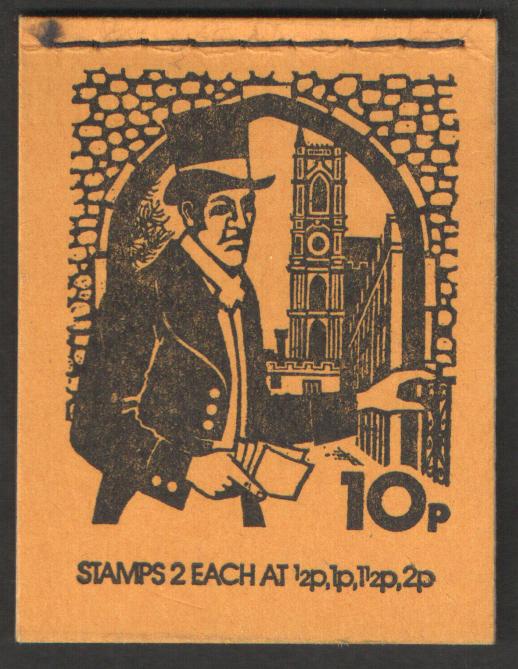 10p
STAMPS 2 EACH AT ½p,1p,1½p,2p